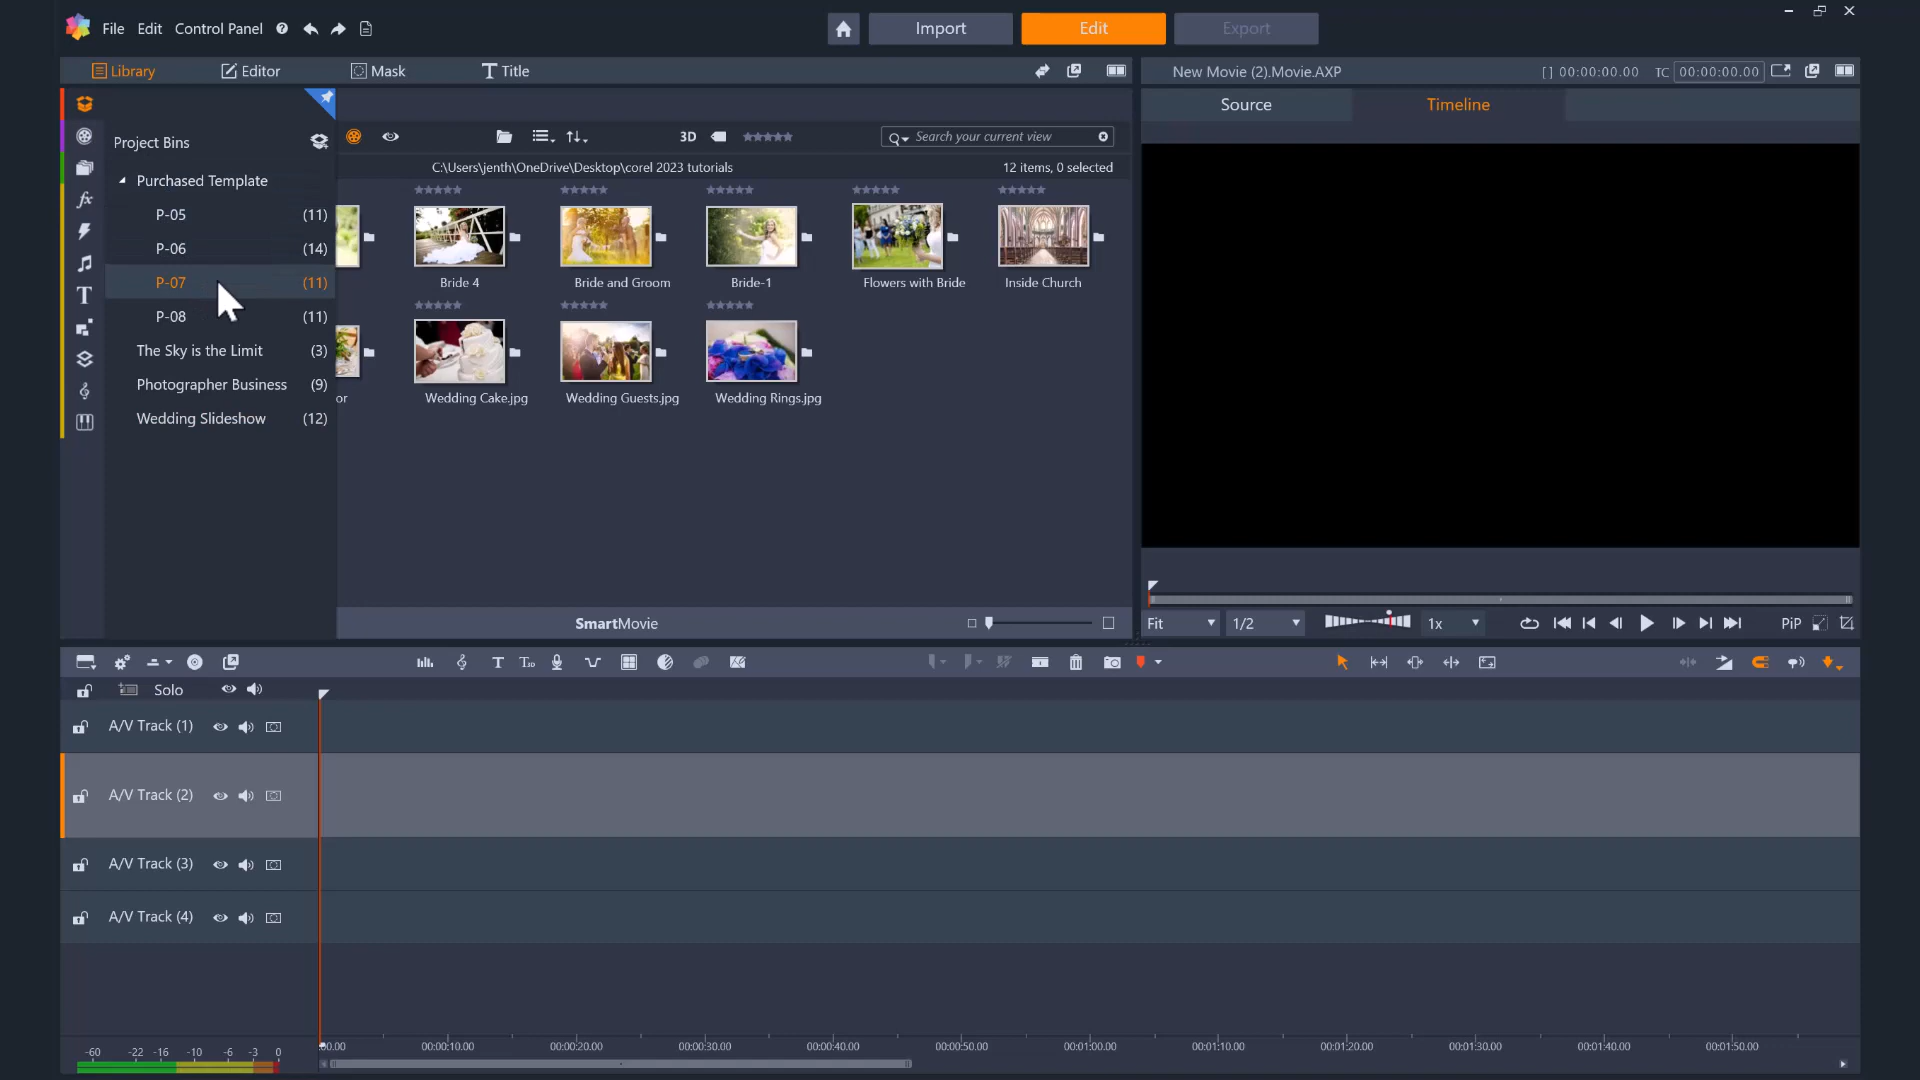 File Edit Control Panel
Import Edit Export
Library Editor Mask Title
New Movie (2).Movie.AXP [ ] 00:00:00.00 TC 00:00:00.00
Source Timeline
Project Bins
3D
Search your current view
C:\Users\jenth\OneDrive\Desktop\corel 2023 tutorials
12 items, 0 selected
Purchased Template
P-05 (11)
P-06 (14)
P-07 (11)
P-08 (11)
The Sky is the Limit (3)
Photographer Business (9)
Wedding Slideshow (12)
Bride 4 Bride and Groom Bride-1 Flowers with Bride Inside Church
or Wedding Cake.jpg Wedding Guests.jpg Wedding Rings.jpg
SmartMovie
Fit 1/2 1x PiP
Solo
A/V Track (1)
A/V Track (2)
A/V Track (3)
A/V Track (4)
:00.00 00:00:10.00 00:00:20.00 00:00:30.00 00:00:40.00 00:00:50.00 00:01:00.00 00:01:10.00 00:01:20.00 00:01:30.00 00:01:40.00 00:01:50.00
-60 -22 -16 -10 -6 -3 0